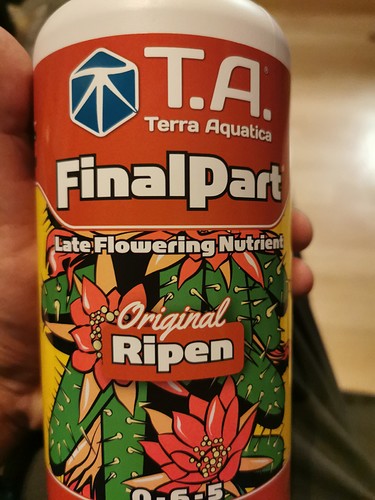 T.A.®
Terra Aquatica
FinalPart
Late Flowering Nutrient
Original
Ripen
0-6-5